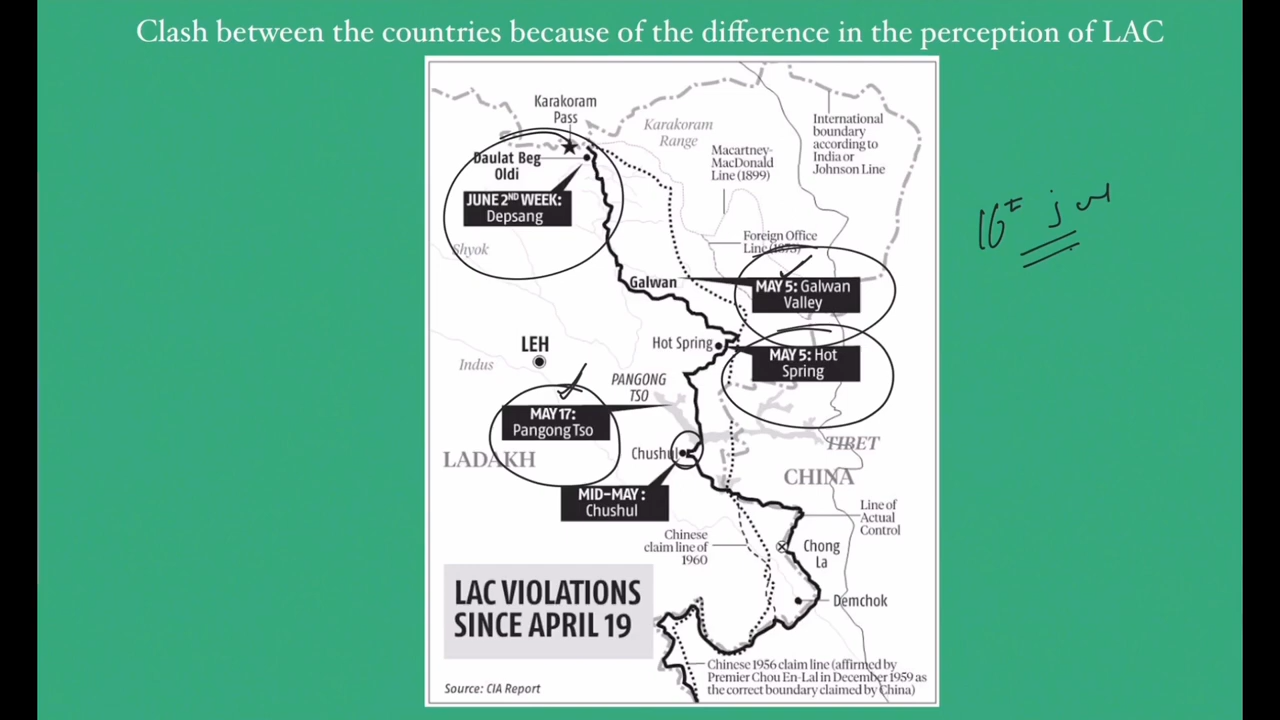 Clash between the countries because of the difference in the perception of LAC
Karakoram
Pass
Karakoram
Range
International
boundary
according to
India or
Johnson Line
Macartney-
MacDonald
Line (1899)
Daulat Beg
Oldi
JUNE 2ND WEEK:
Depsang
16th
Shyok
Foreign Office
Line (1873)
Galwan
MAY 5: Galwan
Valley
LEH
Hot Spring
MAY 5: Hot
Spring
Indus
PANGONG
TSO
MAY 17:
Pangong Tso
TIBET
LADAKH
Chushul
CHINA
MID-MAY :
Chushul
Line of
Actual
Control
Chinese
claim line of
1960
Chong
La
LAC VIOLATIONS
SINCE APRIL 19
Demchok
Chinese 1956 claim line (affirmed by
Premier Chou En-Lai in December 1959 as
the correct boundary claimed by China)
Source: CIA Report